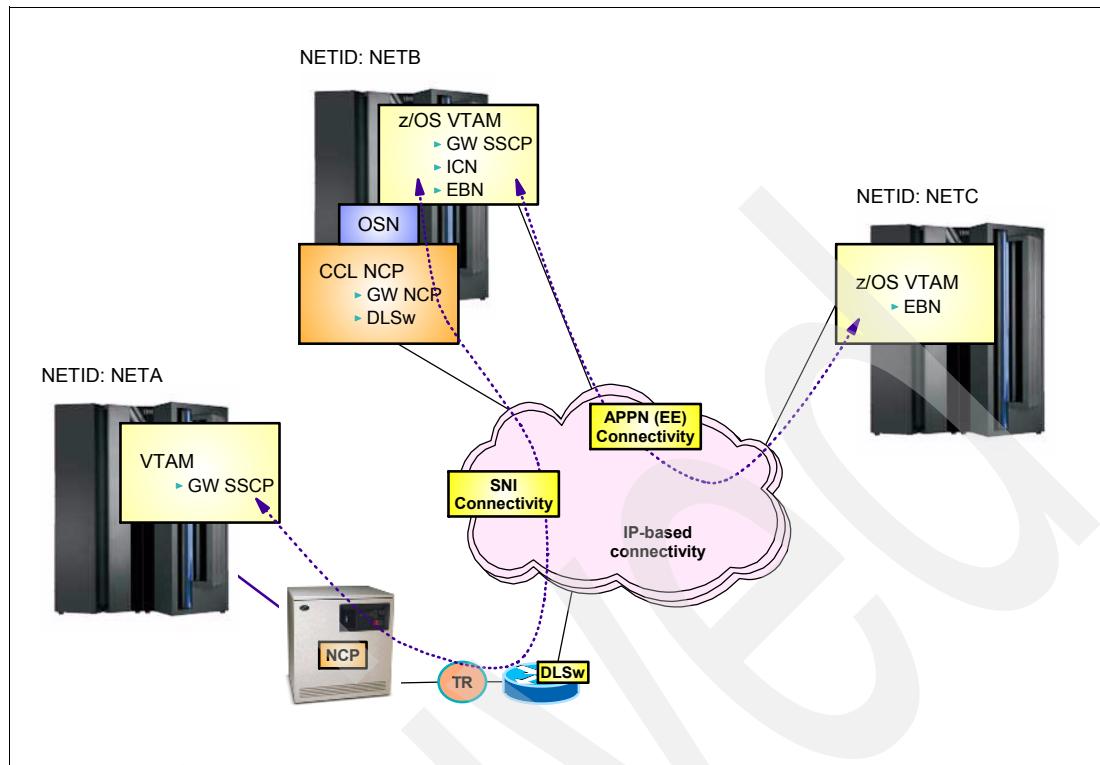 NETID: NETB
z/OS VTAM
► GW SSCP
► ICN
► EBN
OSN
CCL NCP
► GW NCP
► DLSw
NETID: NETC
z/OS VTAM
► EBN
NETID: NETA
VTAM
► GW SSCP
APPN (EE)
Connectivity
SNI
Connectivity
IP-based
connectivity
NCP
TR
DLSw